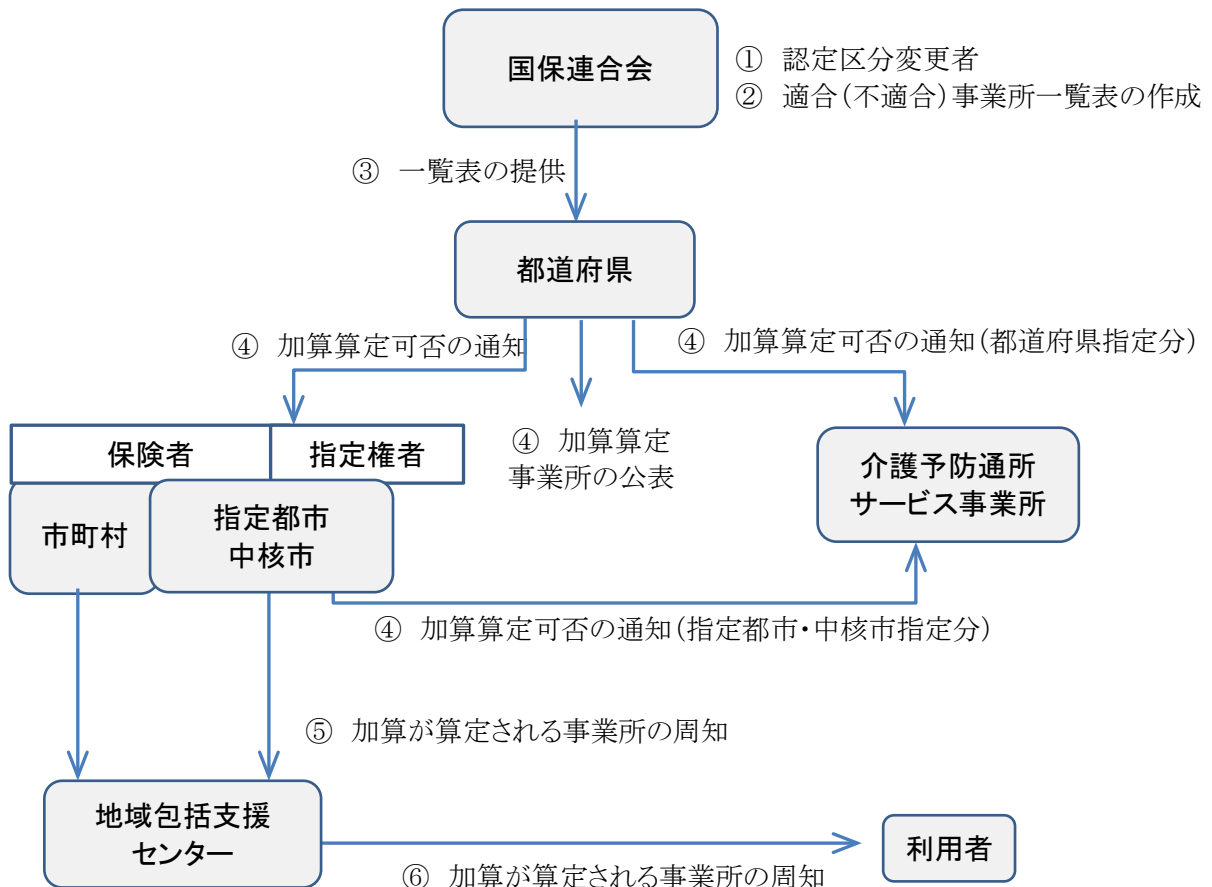 国保連合会
① 認定区分変更者
② 適合(不適合)事業所一覧表の作成
③ 一覧表の提供
都道府県
④ 加算算定可否の通知
④ 加算算定可否の通知(都道府県指定分)
保険者
指定権者
④ 加算算定
事業所の公表
介護予防通所
サービス事業所
市町村
指定都市
中核市
④ 加算算定可否の通知(指定都市・中核市指定分)
⑤ 加算が算定される事業所の周知
地域包括支援
センター
利用者
⑥ 加算が算定される事業所の周知